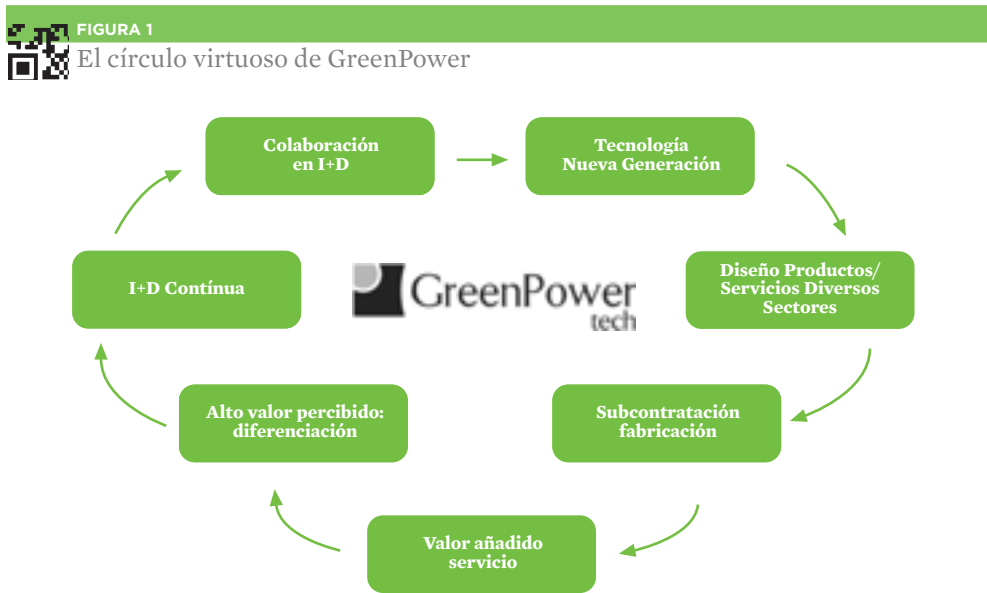 FIGURA 1
El círculo virtuoso de GreenPower
Colaboración
en I+D
Tecnología
Nueva Generación
I+D Contínua
GreenPower
tech
Diseño Productos/
Servicios Diversos
Sectores
Alto valor percibido:
diferenciación
Subcontratación
fabricación
Valor añadido
servicio